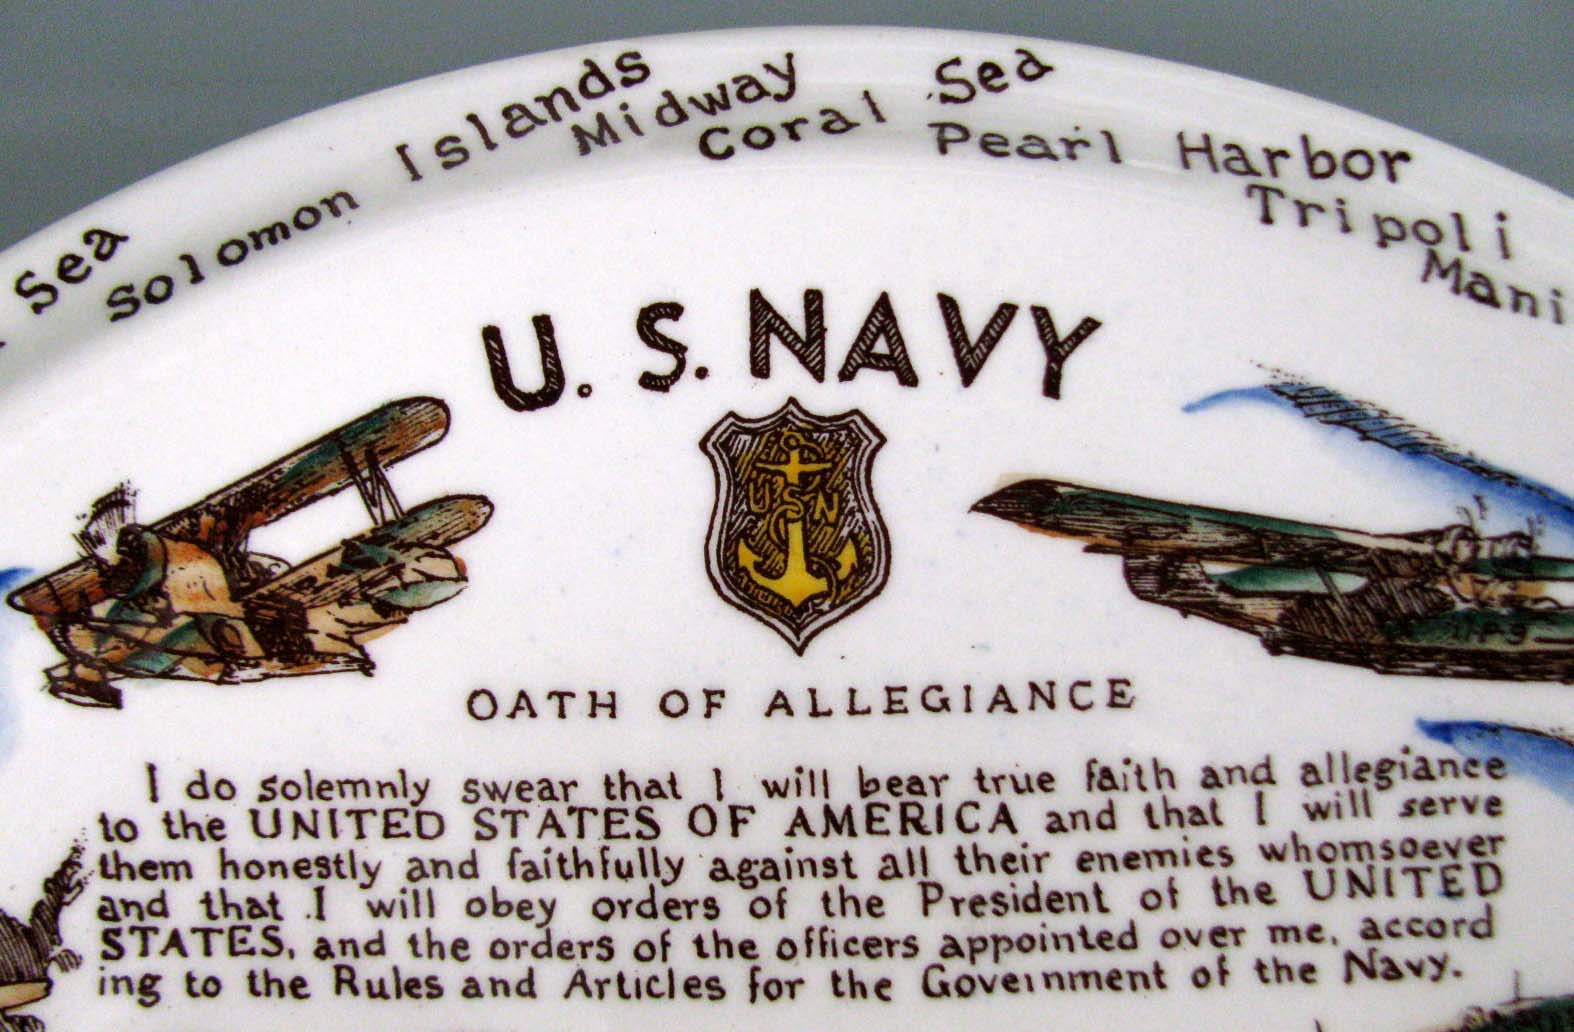 Sea
Solomon Islands
Midway
Coral Sea
Pearl Harbor
Tripoli
Mani
U.S. NAVY
USN
OATH OF ALLEGIANCE
I do solemnly swear that I will bear true faith and allegiance
to the UNITED STATES OF AMERICA and that I will serve
them honestly and faithfully against all their enemies whomsoever
and that I will obey orders of the President of the UNITED
STATES, and the orders of the officers appointed over me, accord
ing to the Rules and Articles for the Government of the Navy.